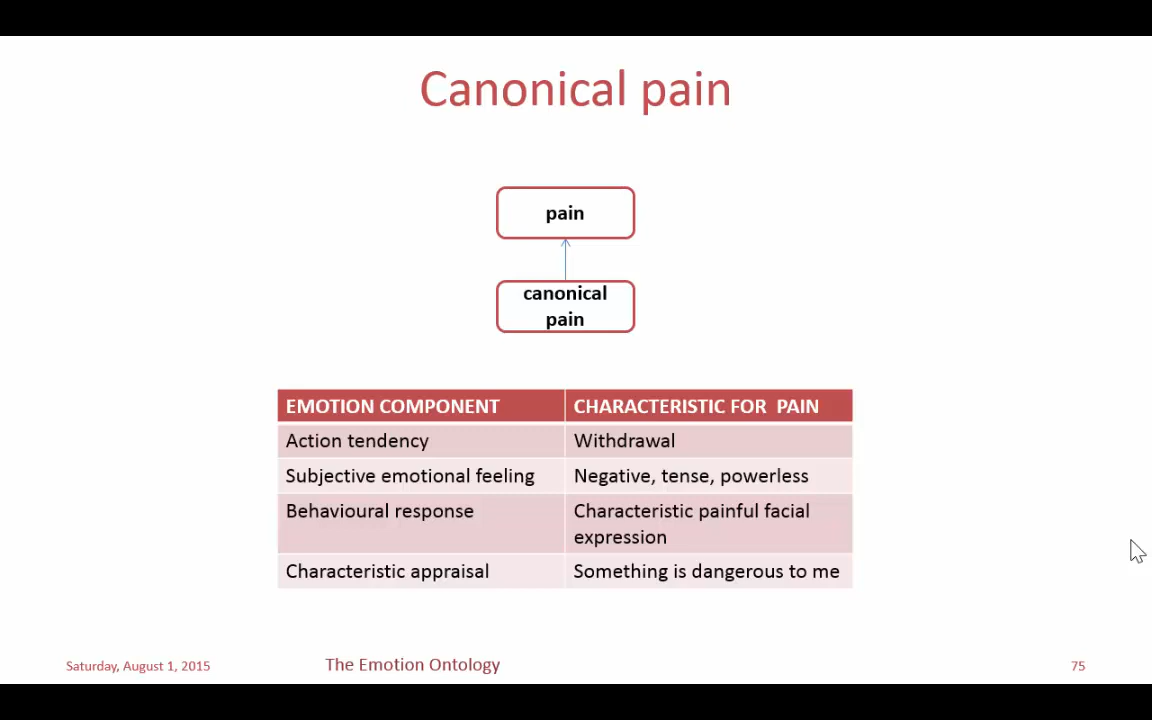 Canonical pain
pain
canonical
pain
EMOTION COMPONENT CHARACTERISTIC FOR PAIN
Action tendency Withdrawal
Subjective emotional feeling Negative, tense, powerless
Behavioural response Characteristic painful facial
expression
Characteristic appraisal Something is dangerous to me
Saturday, August 1, 2015 The Emotion Ontology 75